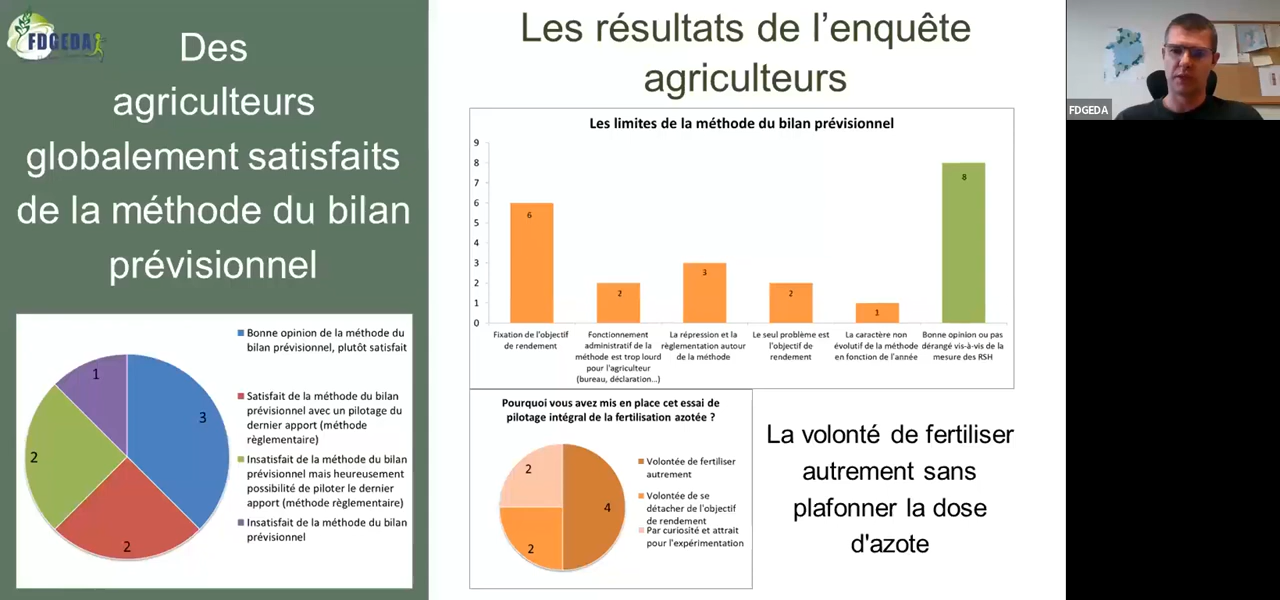 FDGEDA
Des
agriculteurs
globalement satisfaits
de la méthode du bilan
prévisionnel
Bonne opinion de la méthode du
bilan prévisionnel, plutôt satisfait
Satisfait de la méthode du bilan
prévisionnel avec un pilotage du
dernier apport (méthode
règlementaire)
Insatisfait de la méthode du bilan
prévisionnel mais heureusement
possibilité de piloter le dernier
apport (méthode règlementaire)
Insatisfait de la méthode du bilan
prévisionnel
1
3
2
2
Les résultats de l'enquête
agriculteurs
Les limites de la méthode du bilan prévisionnel
9
8
7
6
5
4
3
2
1
0
6
2
3
2
1
8
Fixation de l'objectif
de rendement
Fonctionnement
administratif de la
méthode est trop lourd
pour l'agriculteur
(bureau, déclaration...)
La répression et la
règlementation autour
de la méthode
Le seul problème est
l'objectif de
rendement
La caractère non
évolutif de la méthode
en fonction de l'année
Bonne opinion ou pas
dérangé vis-à-vis de la
mesure des RSH
Pourquoi vous avez mis en place cet essai de
pilotage intégral de la fertilisation azotée ?
2
4
2
Volontée de fertiliser
autrement
Volontée de se
détacher de l'objectif
de rendement
Par curiosité et attrait
pour l'expérimentation
La volonté de fertiliser
autrement sans
plafonner la dose
d'azote
FDGEDA